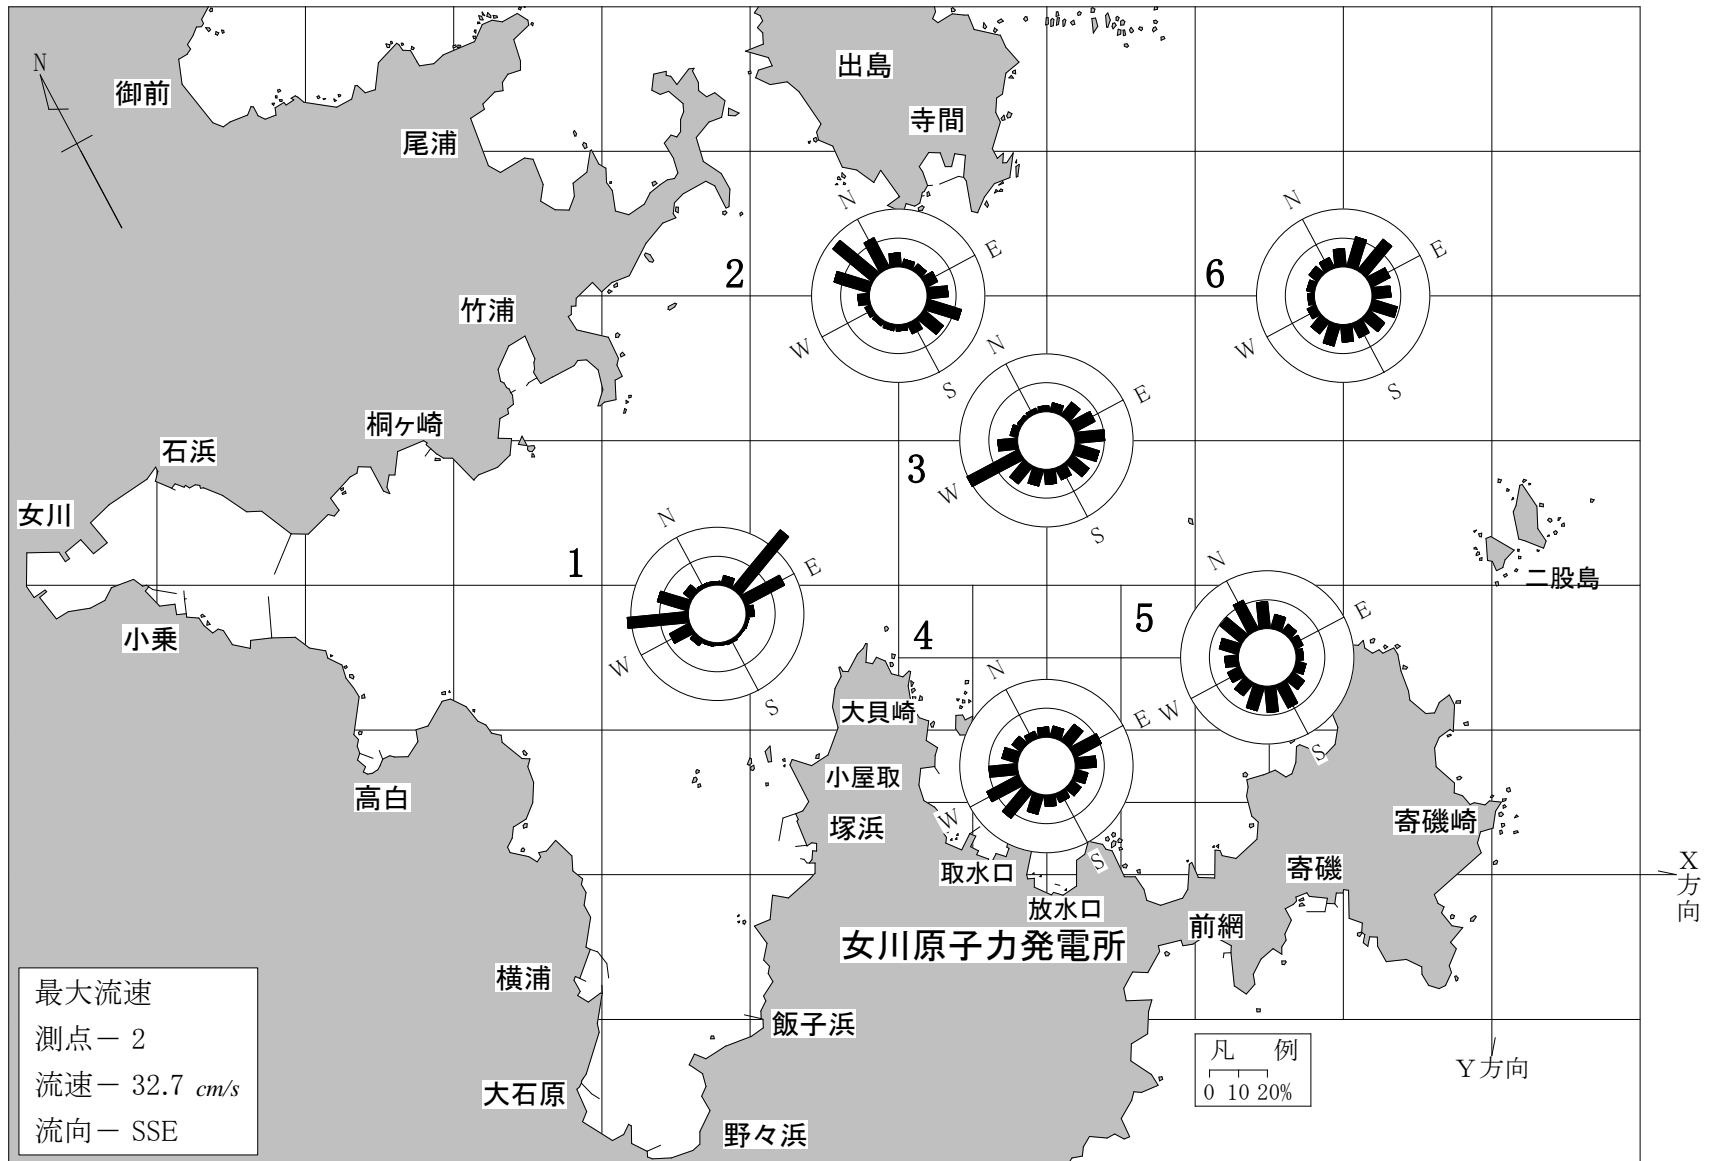 N
御前
尾浦
出島
寺間
竹浦
桐ヶ崎
石浜
女川
小乗
高白
横浦
大石原
野々浜
飯子浜
塚浜
小屋取
大貝崎
取水口
放水口
女川原子力発電所
前網
寄磯
寄磯崎
二股島
1
N
E
S
W
2
N
E
S
W
3
N
E
S
W
4
N
E
S
W
5
N
E
S
W
6
N
E
S
W
X方向
Y方向
凡 例
0 10 20%
最大流速
測点－ 2
流速－ 32.7 cm/s
流向－ SSE